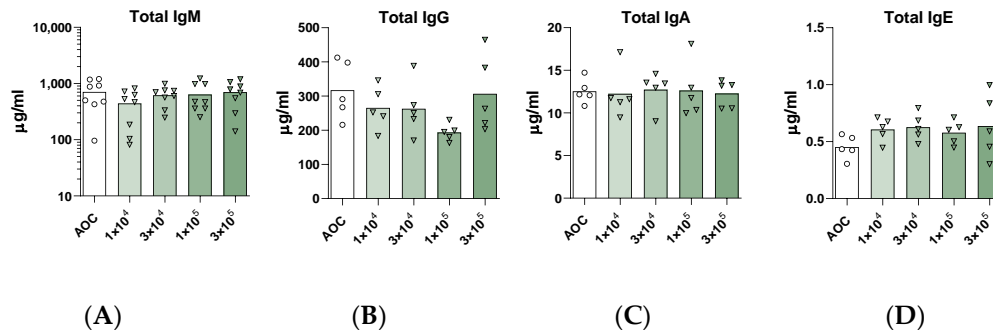 Total IgM
µg/ml
10,000
1,000
100
10
AOC
1×10⁴
3×10⁴
1×10⁵
3×10⁵
(A)
Total IgG
µg/ml
500
400
300
200
100
0
AOC
1×10⁴
3×10⁴
1×10⁵
3×10⁵
(B)
Total IgA
µg/ml
20
15
10
5
0
AOC
1×10⁴
3×10⁴
1×10⁵
3×10⁵
(C)
Total IgE
µg/ml
1.5
1.0
0.5
0.0
AOC
1×10⁴
3×10⁴
1×10⁵
3×10⁵
(D)